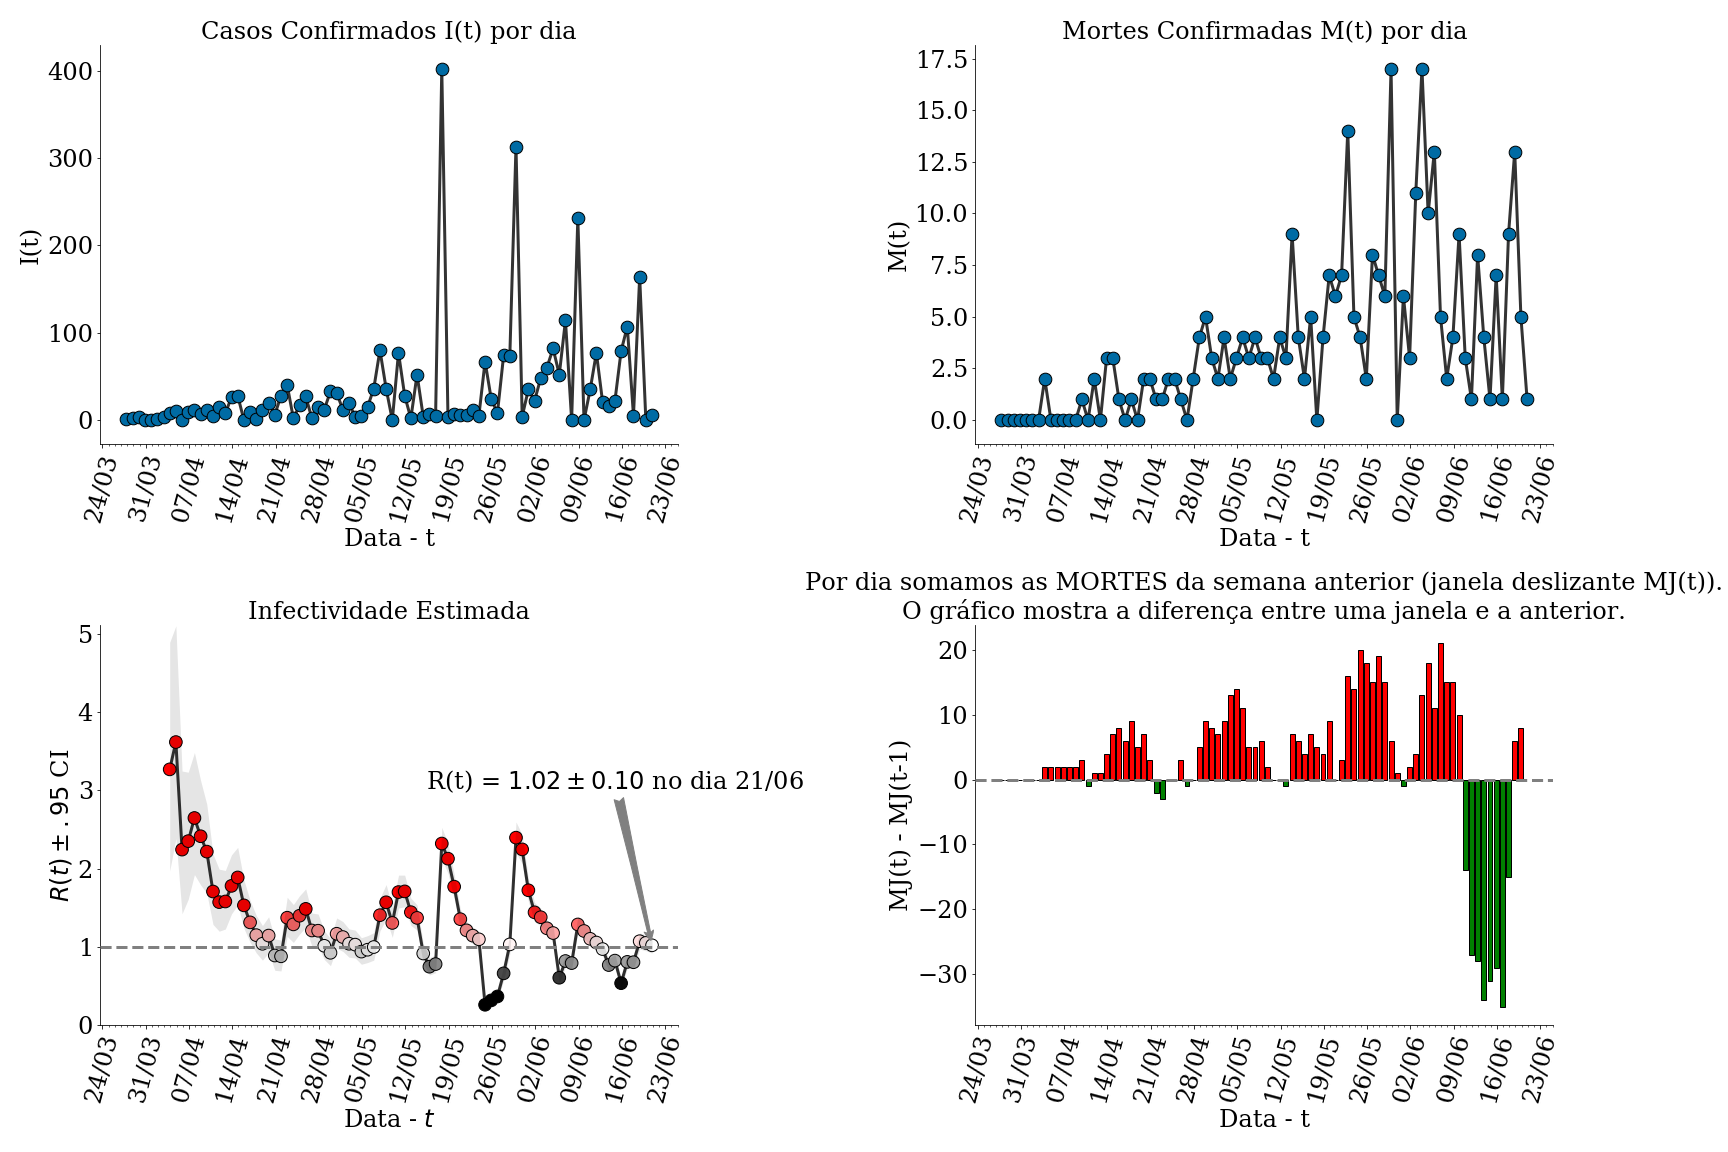 Casos Confirmados I(t) por dia
I(t)
400
300
200
100
0
24/03 31/03 07/04 14/04 21/04 28/04 05/05 12/05 19/05 26/05 02/06 09/06 16/06 23/06
Data - t
Mortes Confirmadas M(t) por dia
M(t)
17.5
15.0
12.5
10.0
7.5
5.0
2.5
0.0
24/03 31/03 07/04 14/04 21/04 28/04 05/05 12/05 19/05 26/05 02/06 09/06 16/06 23/06
Data - t
Infectividade Estimada
R(t) ± .95 CI
5
4
3
2
1
0
R(t) = 1.02 ± 0.10 no dia 21/06
24/03 31/03 07/04 14/04 21/04 28/04 05/05 12/05 19/05 26/05 02/06 09/06 16/06 23/06
Data - t
Por dia somamos as MORTES da semana anterior (janela deslizante MJ(t)).
O gráfico mostra a diferença entre uma janela e a anterior.
MJ(t) - MJ(t-1)
20
10
0
−10
−20
−30
24/03 31/03 07/04 14/04 21/04 28/04 05/05 12/05 19/05 26/05 02/06 09/06 16/06 23/06
Data - t